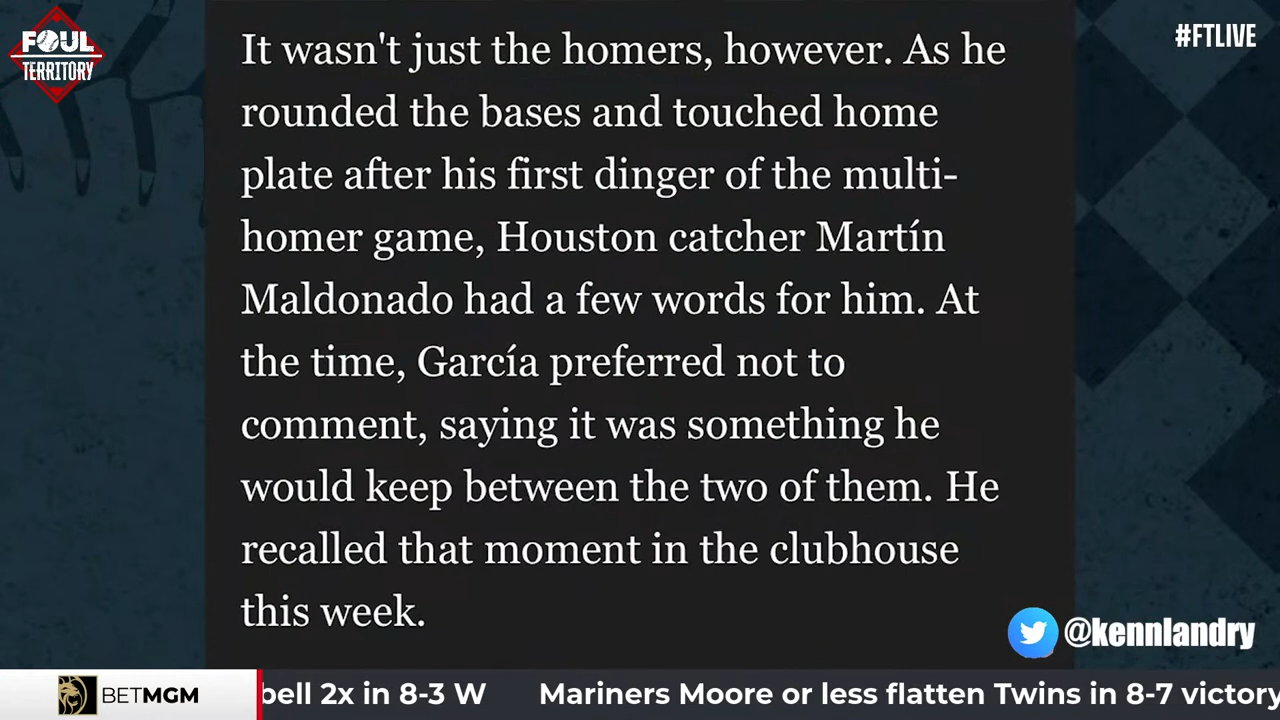 FOUL
TERRITORY
#FTLIVE
It wasn't just the homers, however. As he
rounded the bases and touched home
plate after his first dinger of the multi-
homer game, Houston catcher Martín
Maldonado had a few words for him. At
the time, García preferred not to
comment, saying it was something he
would keep between the two of them. He
recalled that moment in the clubhouse
this week.
@kennlandry
BETMGM
bell 2x in 8-3 W Mariners Moore or less flatten Twins in 8-7 victory